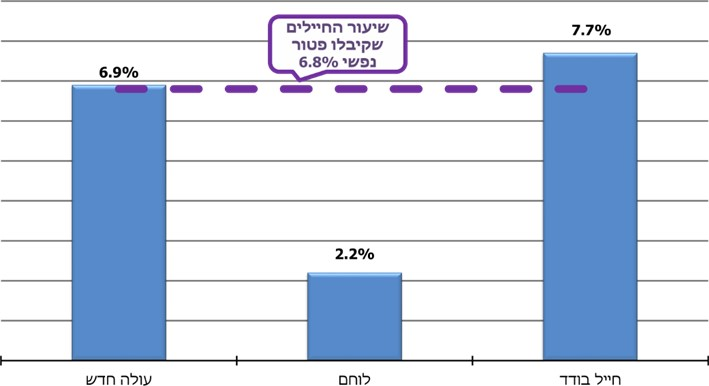 שיעור החיילים
שקיבלו פטור
נפשי 6.8%
7.7%
6.9%
2.2%
חייל בודד
לוחם
עולה חדש